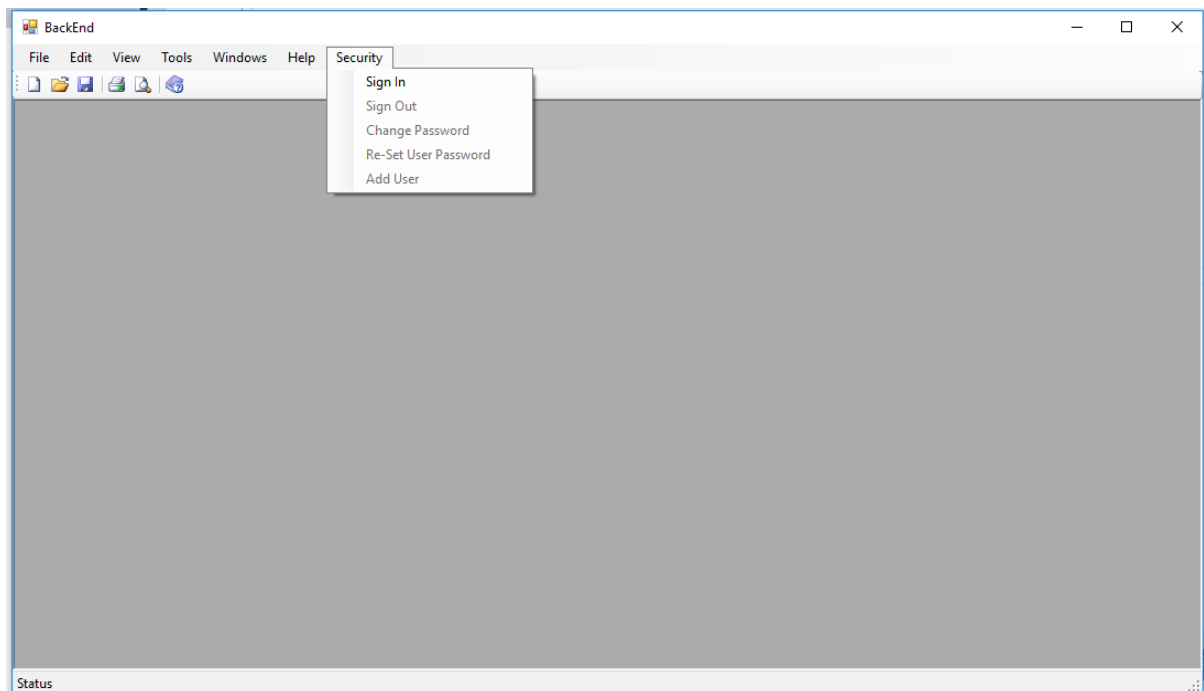 BackEnd
File Edit View Tools Windows Help Security
Sign In
Sign Out
Change Password
Re-Set User Password
Add User
Status